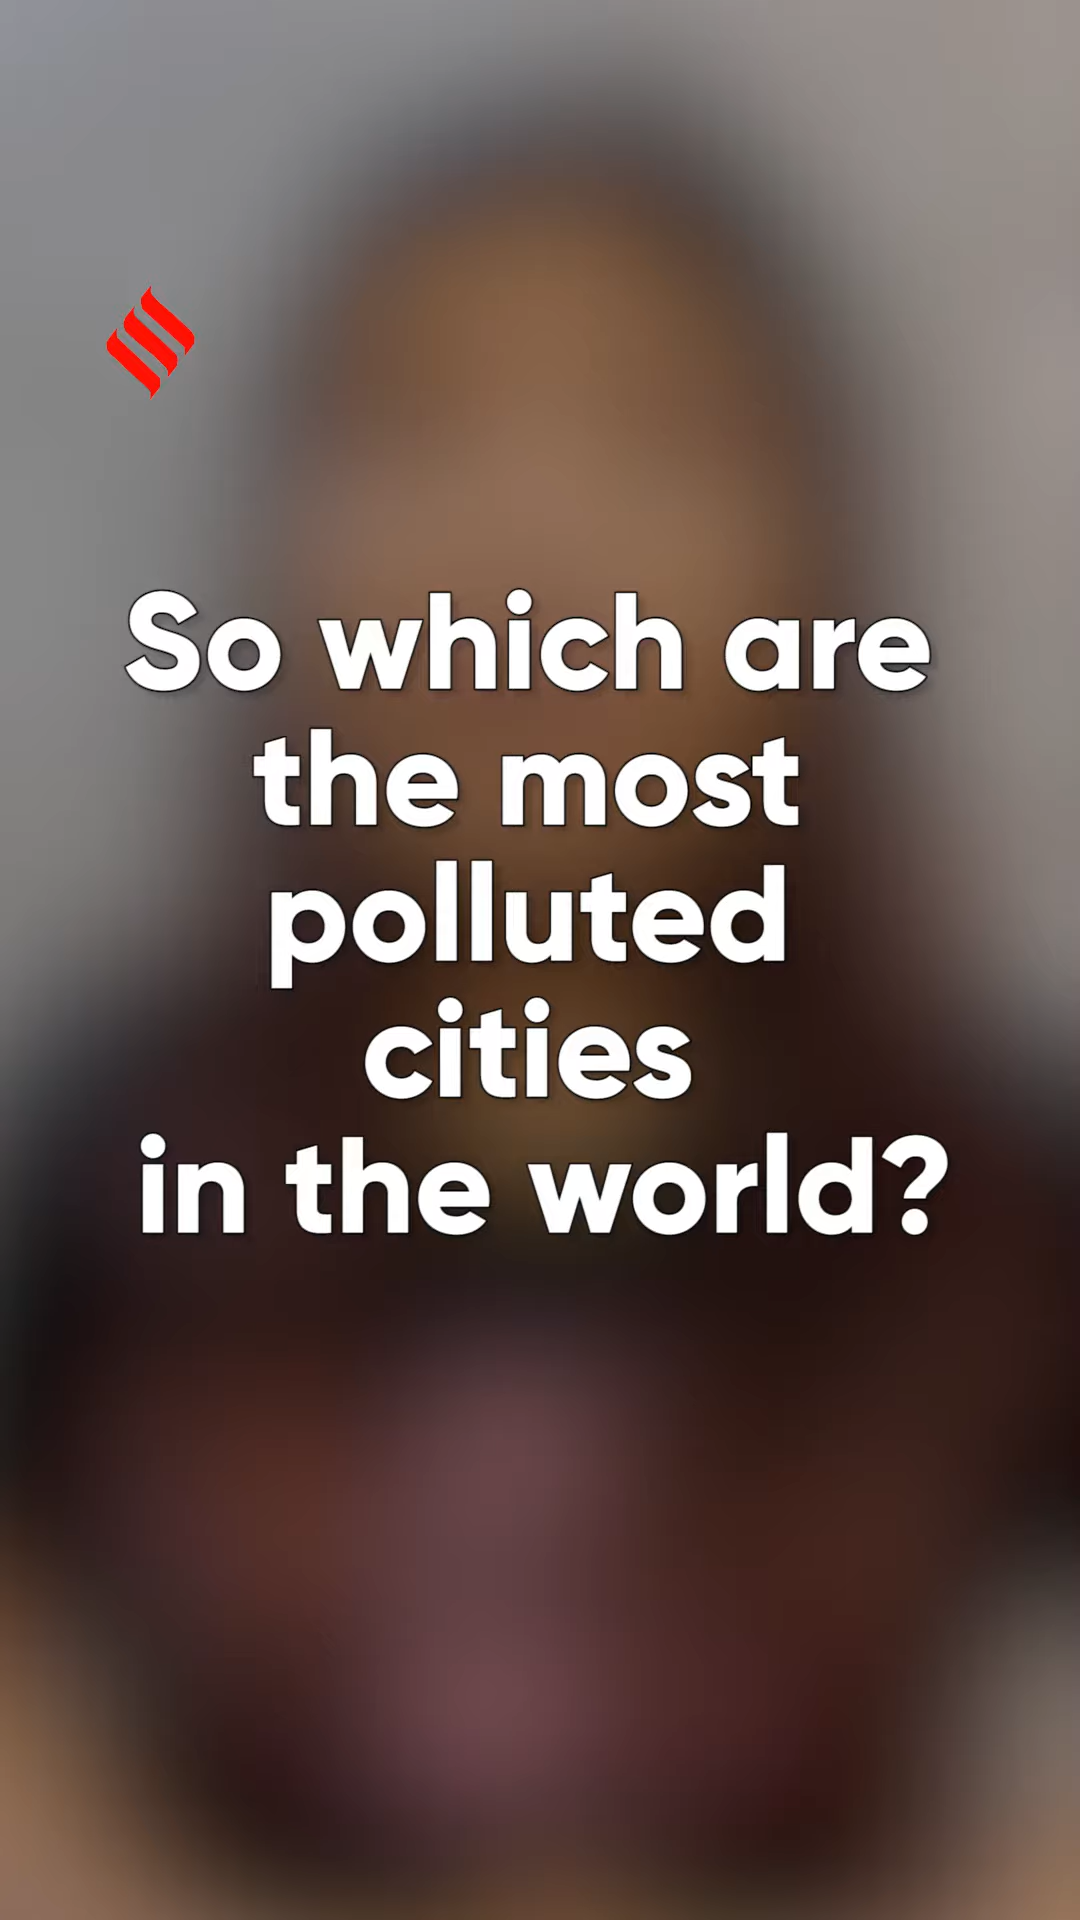 So which are
the most
polluted
cities
in the world?